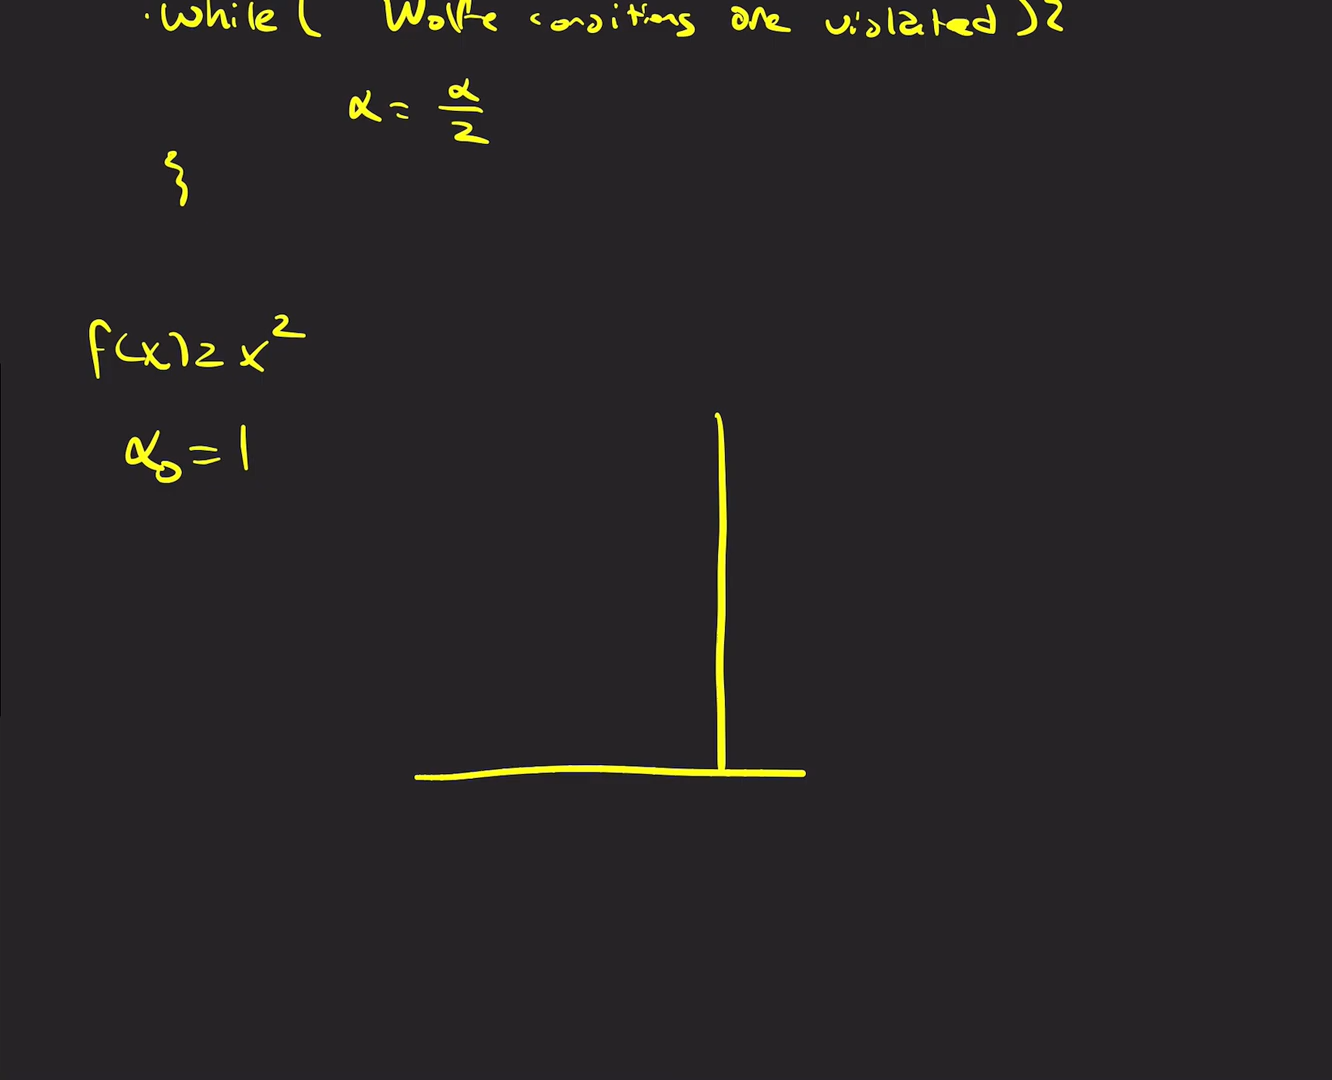 · while ( Wolfe conditions are violated ) {
α = α/2
}
f(x) = x²
α₀ = 1